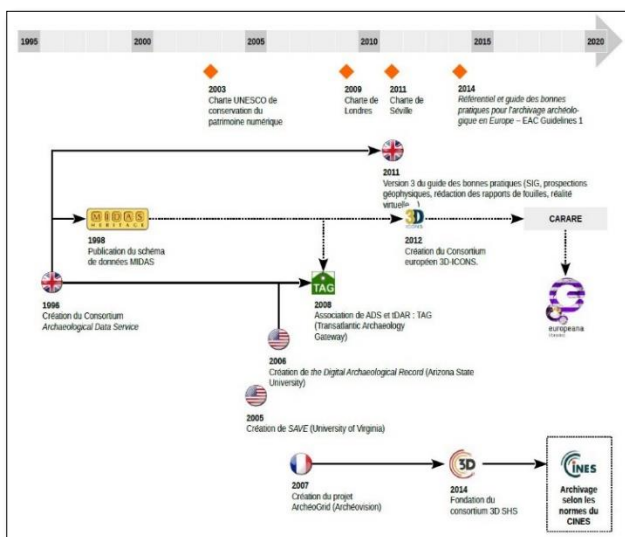 1995 2000 2005 2010 2015 2020
2003
Charte UNESCO de
conservation du
patrimoine numérique
2009
Charte de
Londres
2011
Charte de
Séville
2014
Référentiel et guide des bonnes
pratiques pour l'archivage archéolo-
gique en Europe – EAC Guidelines 1
2011
Version 3 du guide des bonnes pratiques (SIG, prospections
géophysiques, rédaction des rapports de fouilles, réalité
virtuelle...)
MIDAS
HERITAGE
1998
Publication du schéma
de données MIDAS
3D
ICONS
2012
Création du Consortium
européen 3D-ICONS.
CARARE
1996
Création du Consortium
Archaeological Data Service
TAG
2008
Association de ADS et tDAR : TAG
(Transatlantic Archaeology
Gateway)
europeana
2006
Création de the Digital Archaeological Record (Arizona State
University)
2005
Création de SAVE (University of Virginia)
2007
Création du projet
ArchéoGrid (Archéovision)
3D
2014
Fondation du
consortium 3D SHS
CINES
Archivage
selon les
normes du
CINES